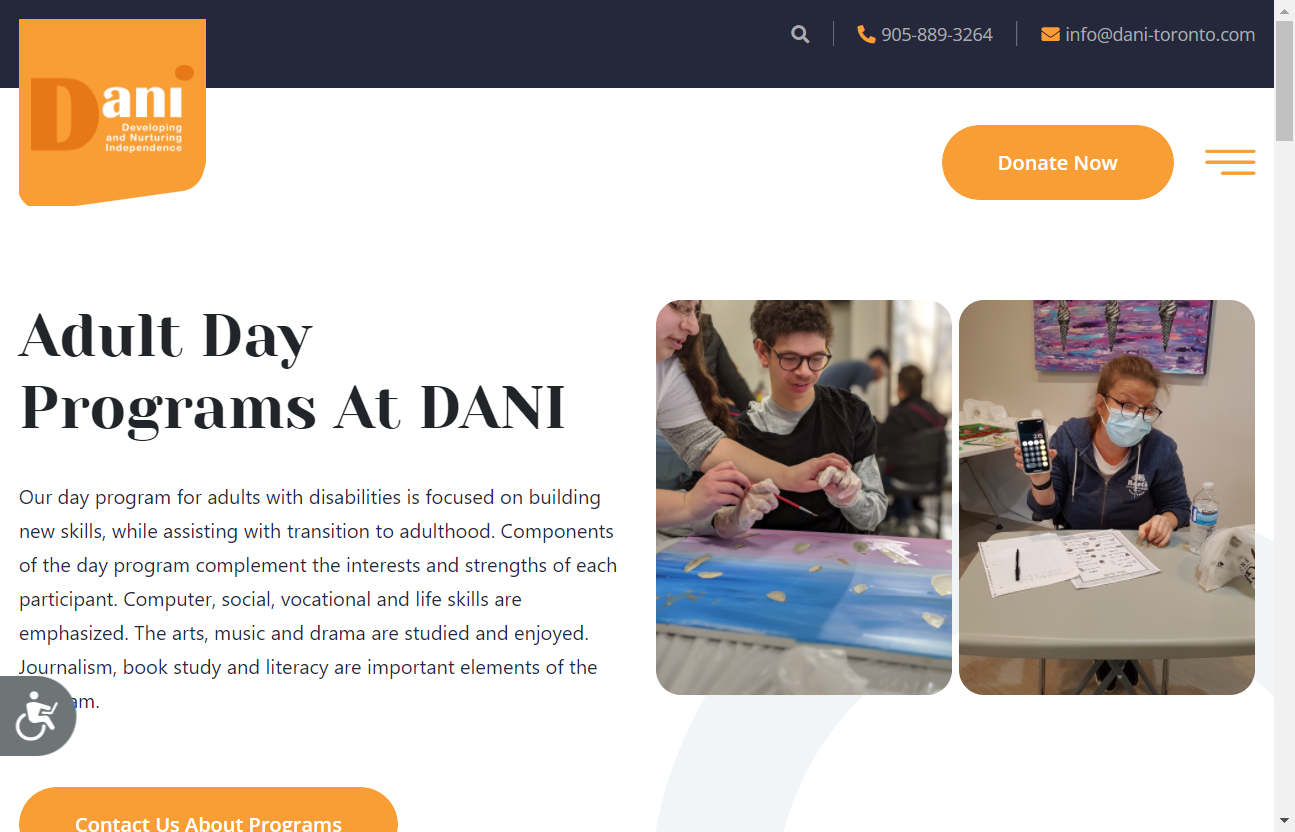 905-889-3264
info@dani-toronto.com
Dani
Developing
and Nurturing
Independence
Donate Now
Adult Day
Programs At DANI
Our day program for adults with disabilities is focused on building
new skills, while assisting with transition to adulthood. Components
of the day program complement the interests and strengths of each
participant. Computer, social, vocational and life skills are
emphasized. The arts, music and drama are studied and enjoyed.
Journalism, book study and literacy are important elements of the
am.
Contact Us About Programs